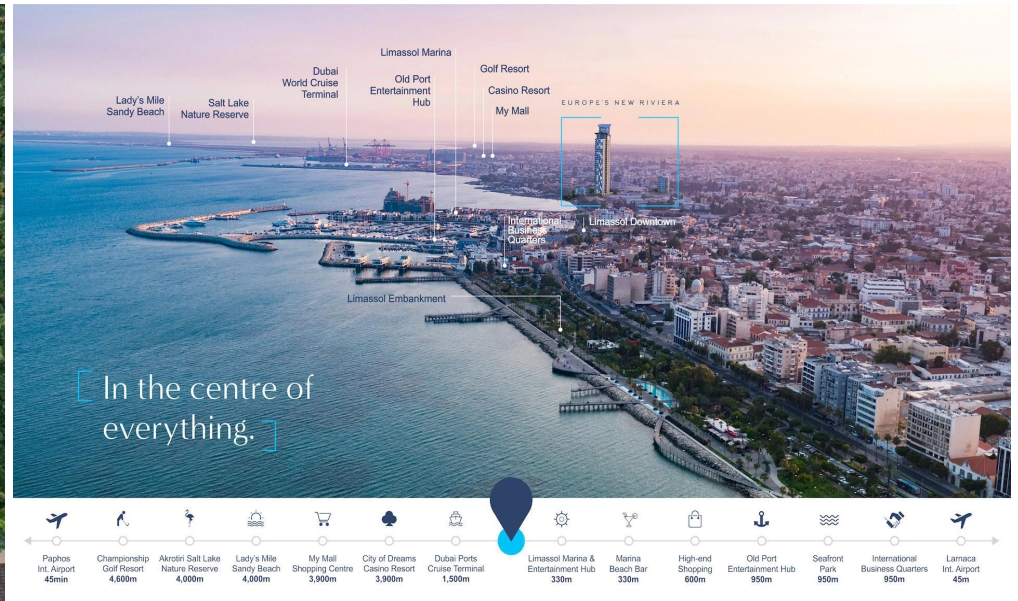 Limassol Marina
Dubai
World Cruise
Terminal
Old Port
Entertainment
Hub
Golf Resort
Casino Resort
My Mall
Lady's Mile
Sandy Beach
Salt Lake
Nature Reserve
EUROPE'S NEW RIVIERA
International
Business
Quarters
Limassol Downtown
Limassol Embankment
In the centre of
everything.
Paphos
Int. Airport
45min
Championship
Golf Resort
4,600m
Akrotiri Salt Lake
Nature Reserve
4,000m
Lady's Mile
Sandy Beach
4,000m
My Mall
Shopping Centre
3,900m
City of Dreams
Casino Resort
3,900m
Dubai Ports
Cruise Terminal
1,500m
Limassol Marina &
Entertainment Hub
330m
Marina
Beach Bar
330m
High-end
Shopping
600m
Old Port
Entertainment Hub
950m
Seafront
Park
950m
International
Business Quarters
950m
Larnaca
Int. Airport
45m